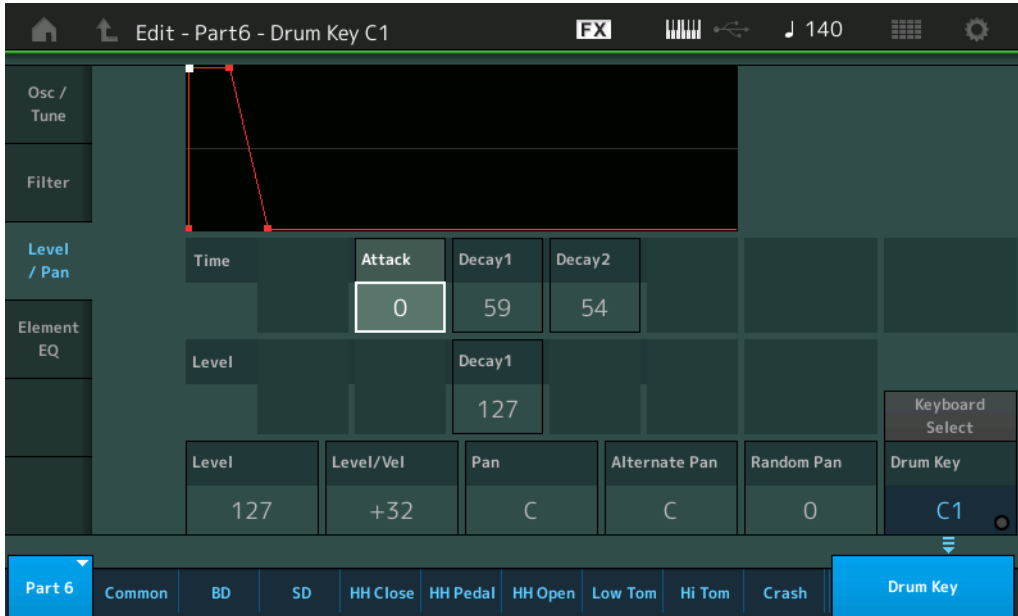 Edit - Part6 - Drum Key C1 FX ♩ 140
Osc /
Tune
Filter
Level
/ Pan
Element
EQ
Time Attack Decay1 Decay2
0 59 54
Level Decay1
127
Keyboard
Select
Level Level/Vel Pan Alternate Pan Random Pan Drum Key
127 +32 C C 0 C1
Part 6 Common BD SD HH Close HH Pedal HH Open Low Tom Hi Tom Crash Drum Key